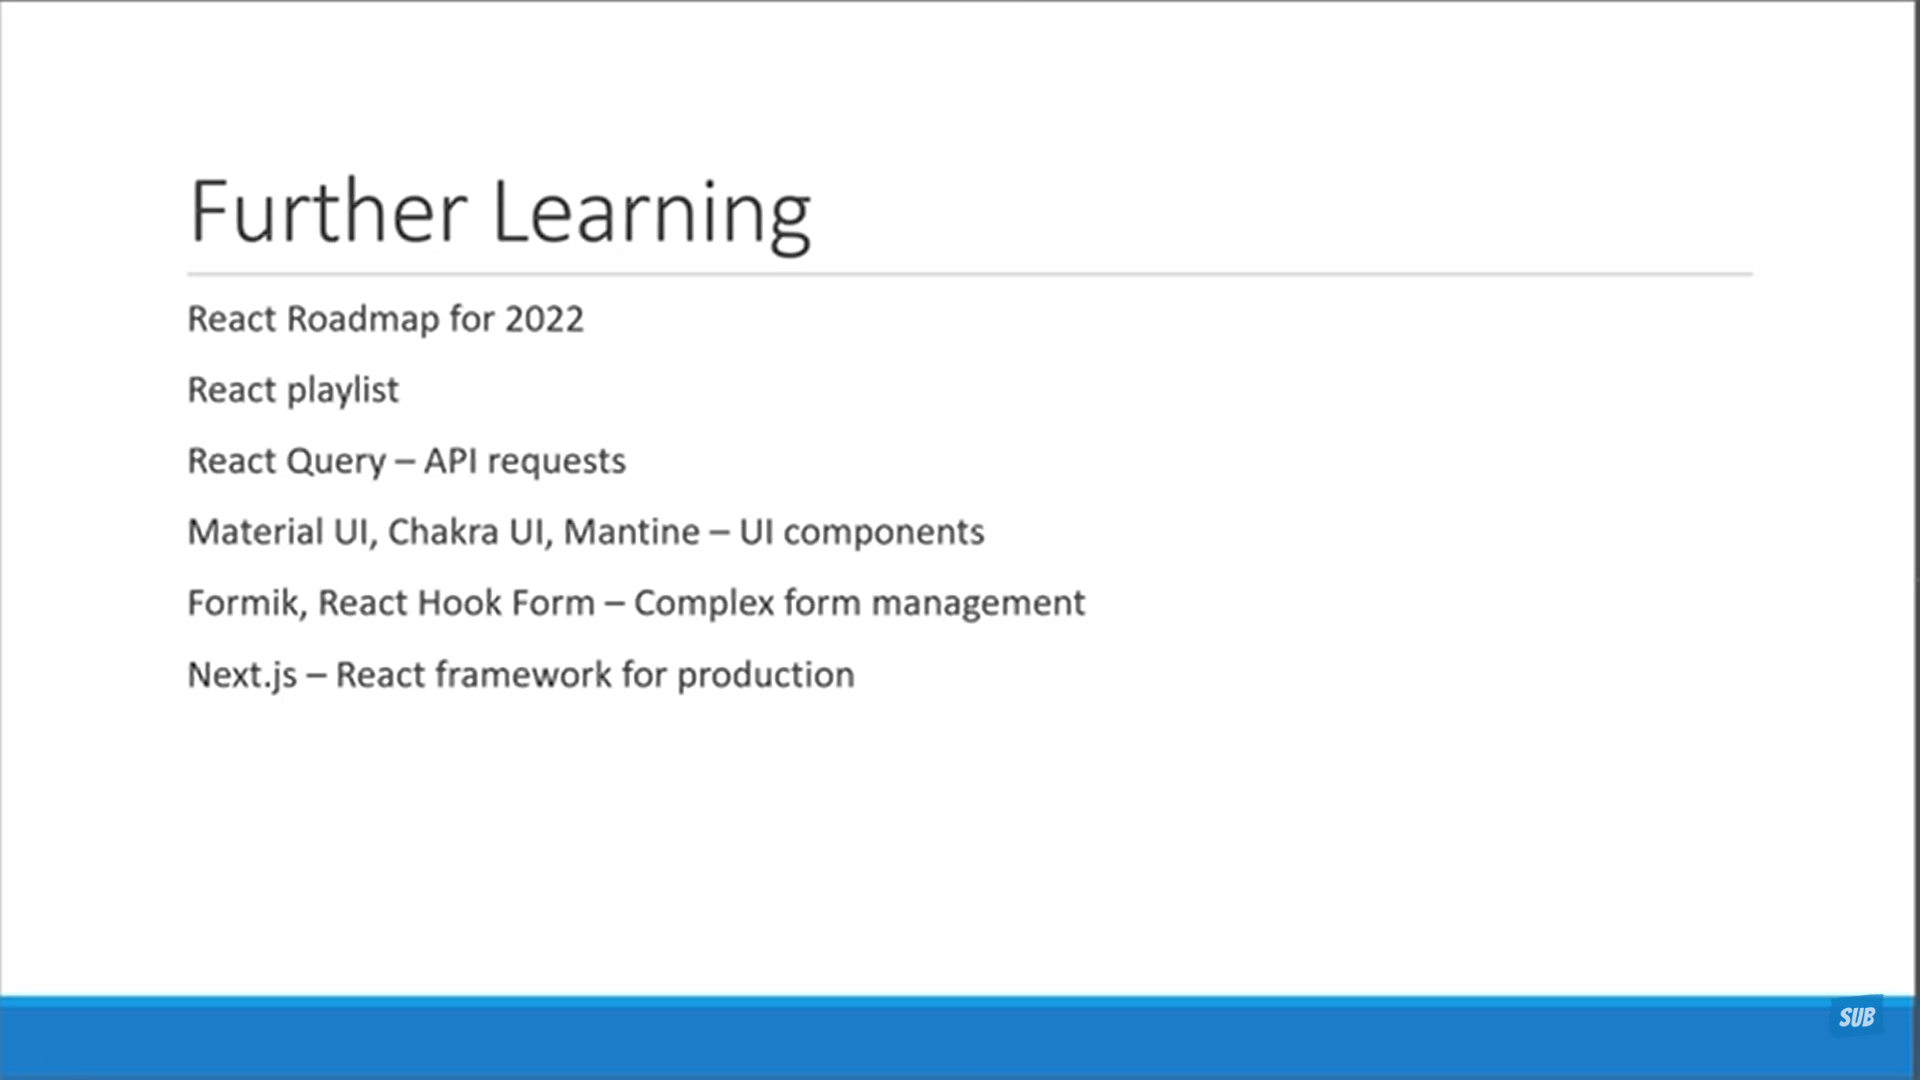 Further Learning
React Roadmap for 2022
React playlist
React Query – API requests
Material UI, Chakra UI, Mantine – UI components
Formik, React Hook Form – Complex form management
Next.js – React framework for production
SUB